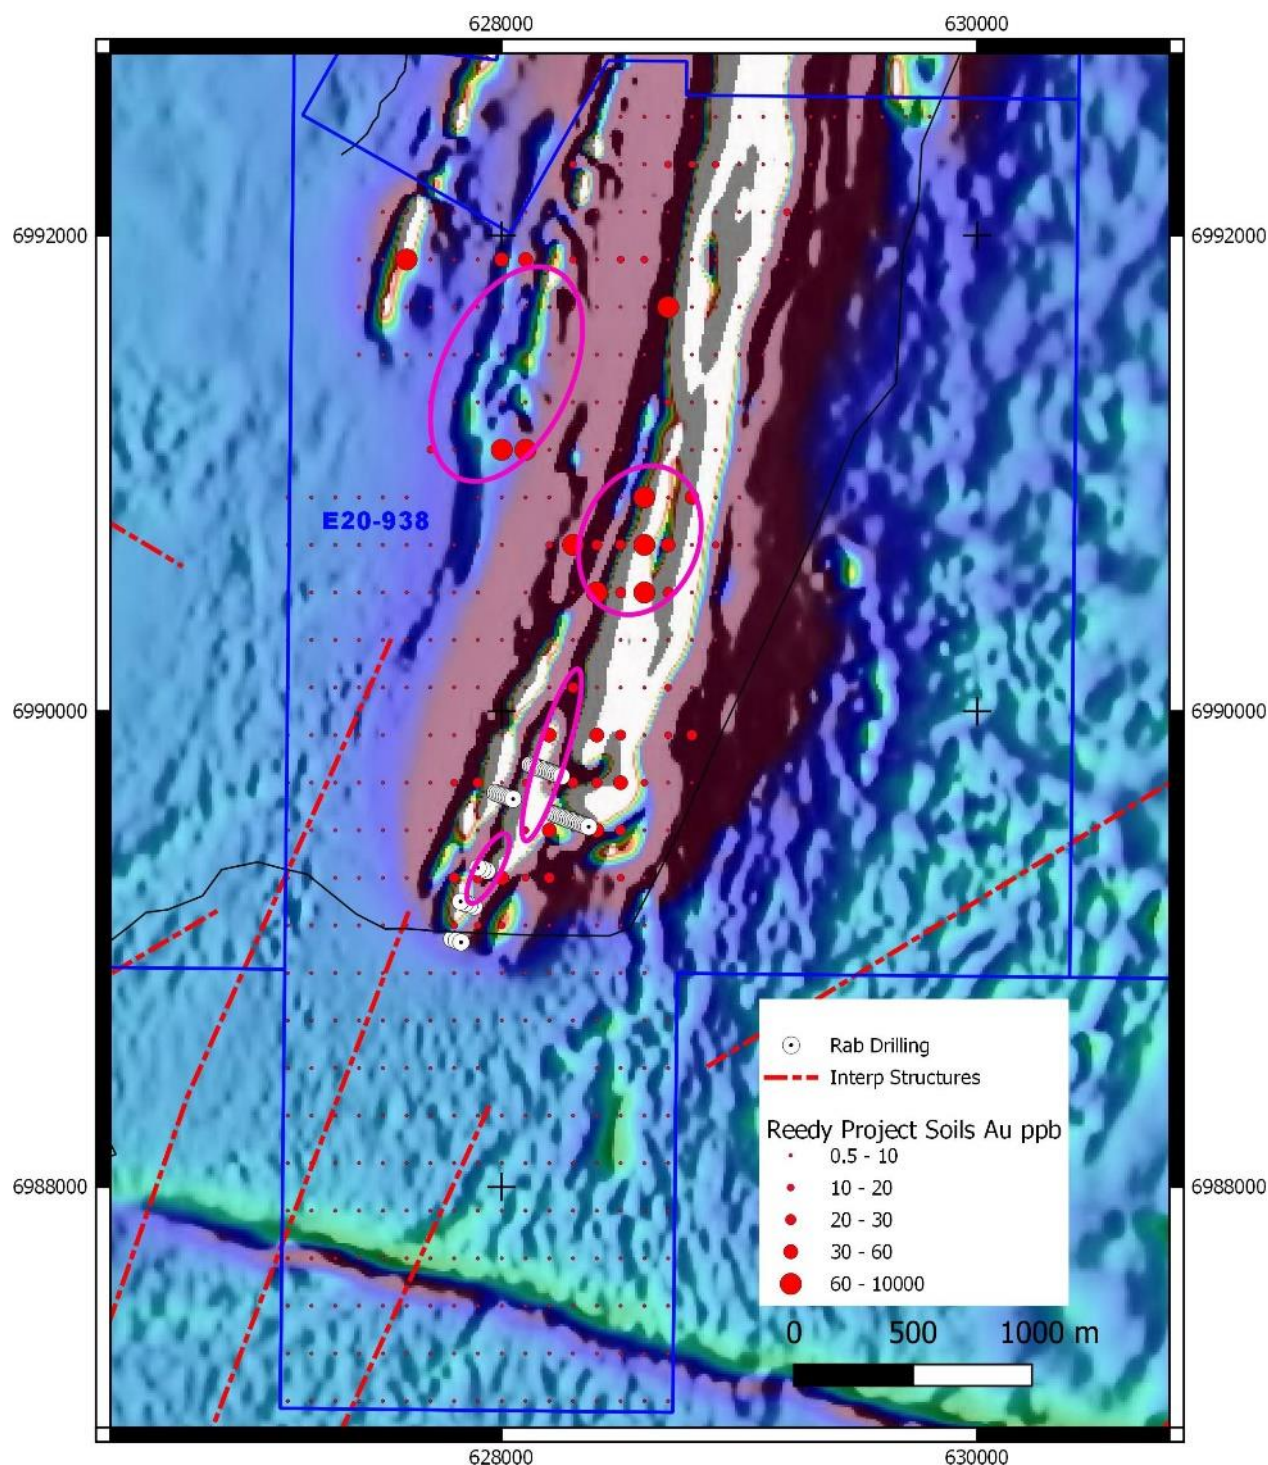 628000 630000
6992000 6992000
E20-938
6990000 6990000
Rab Drilling
Interp Structures
Reedy Project Soils Au ppb
0.5 - 10
10 - 20
20 - 30
30 - 60
60 - 10000
6988000 6988000
0 500 1000 m
628000 630000